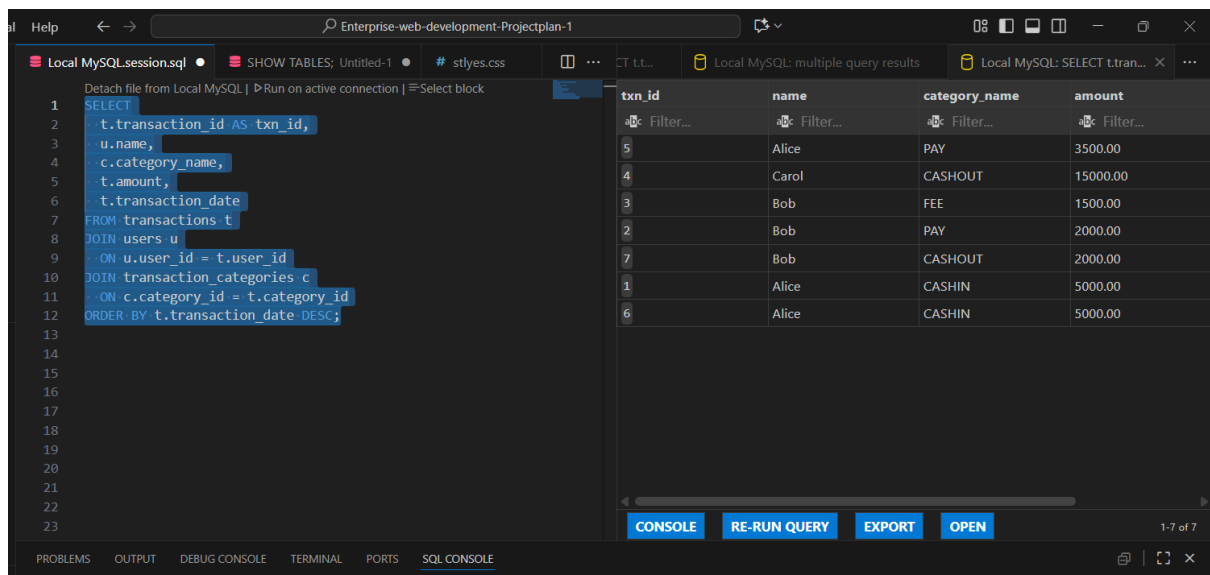 al Help Enterprise-web-development-Projectplan-1
Local MySQL.session.sql SHOW TABLES; Untitled-1 # stlyes.css
Detach file from Local MySQL | Run on active connection | Select block
1 SELECT
2 t.transaction_id AS txn_id,
3 u.name,
4 c.category_name,
5 t.amount,
6 t.transaction_date
7 FROM transactions t
8 JOIN users u
9 ON u.user_id = t.user_id
10 JOIN transaction_categories c
11 ON c.category_id = t.category_id
12 ORDER BY t.transaction_date DESC;
13
14
15
16
17
18
19
20
21
22
23
CT t.t... Local MySQL: multiple query results Local MySQL: SELECT t.tran...
txn_id name category_name amount
abc Filter... abc Filter... abc Filter... abc Filter...
5 Alice PAY 3500.00
4 Carol CASHOUT 15000.00
3 Bob FEE 1500.00
2 Bob PAY 2000.00
7 Bob CASHOUT 2000.00
1 Alice CASHIN 5000.00
6 Alice CASHIN 5000.00
CONSOLE RE-RUN QUERY EXPORT OPEN 1-7 of 7
PROBLEMS OUTPUT DEBUG CONSOLE TERMINAL PORTS SQL CONSOLE